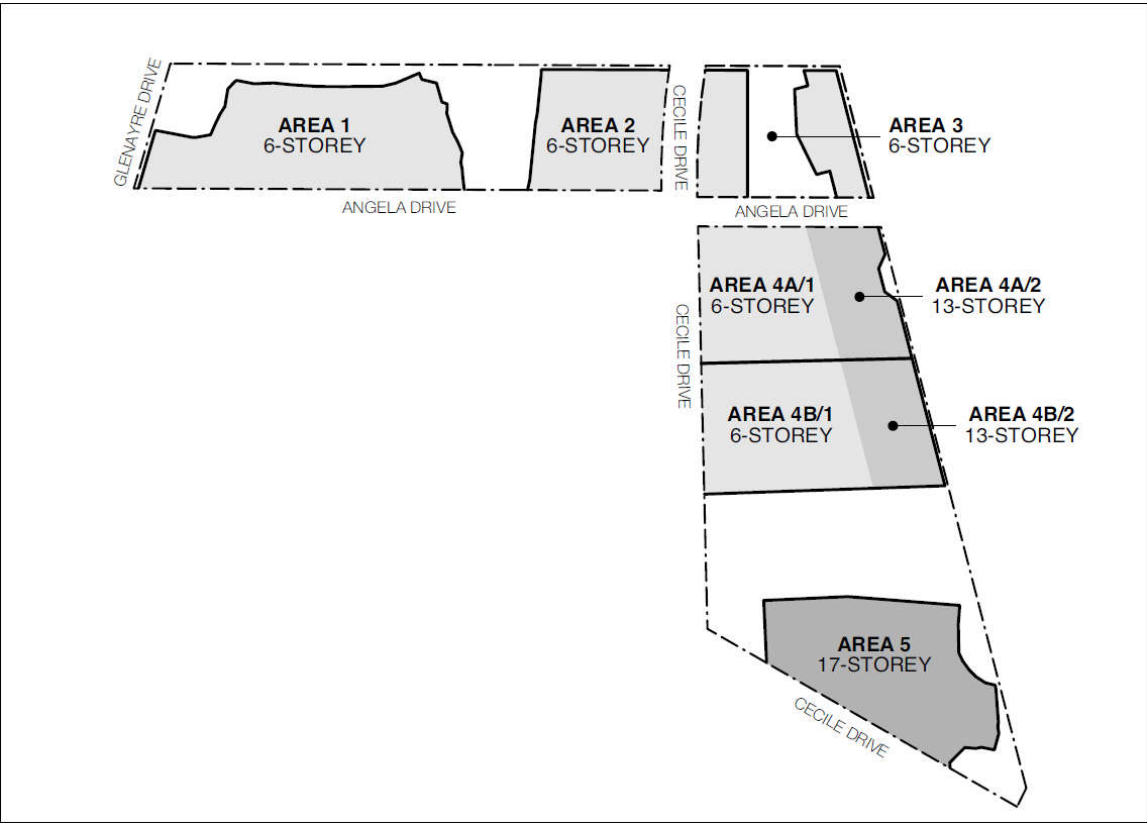 GLENAYRE DRIVE
AREA 1
6-STOREY
AREA 2
6-STOREY
CECILE DRIVE
AREA 3
6-STOREY
ANGELA DRIVE
ANGELA DRIVE
CECILE DRIVE
AREA 4A/1
6-STOREY
AREA 4A/2
13-STOREY
AREA 4B/1
6-STOREY
AREA 4B/2
13-STOREY
AREA 5
17-STOREY
CECILE DRIVE